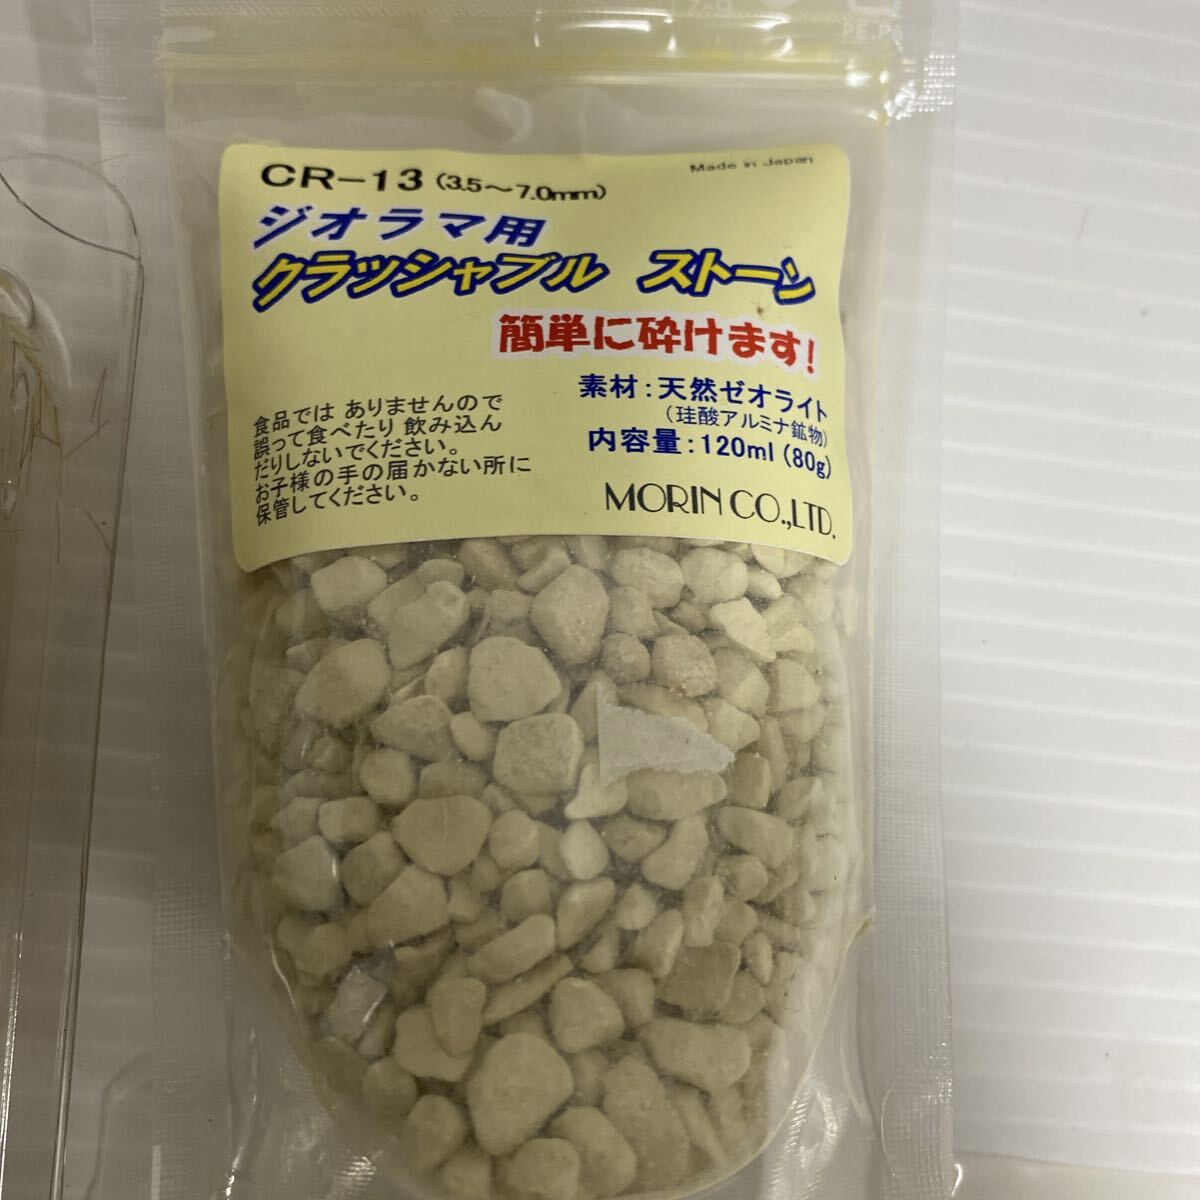 CR-13 (3.5～7.0mm)
Made in Japan
ジオラマ用
クラッシャブル ストーン
簡単に砕けます!
素材:天然ゼオライト
(珪酸アルミナ鉱物)
内容量:120ml (80g)
食品では ありませんので
誤って食べたり 飲み込ん
だりしないでください。
お子様の手の届かない所に
保管してください。
MORIN CO.,LTD.